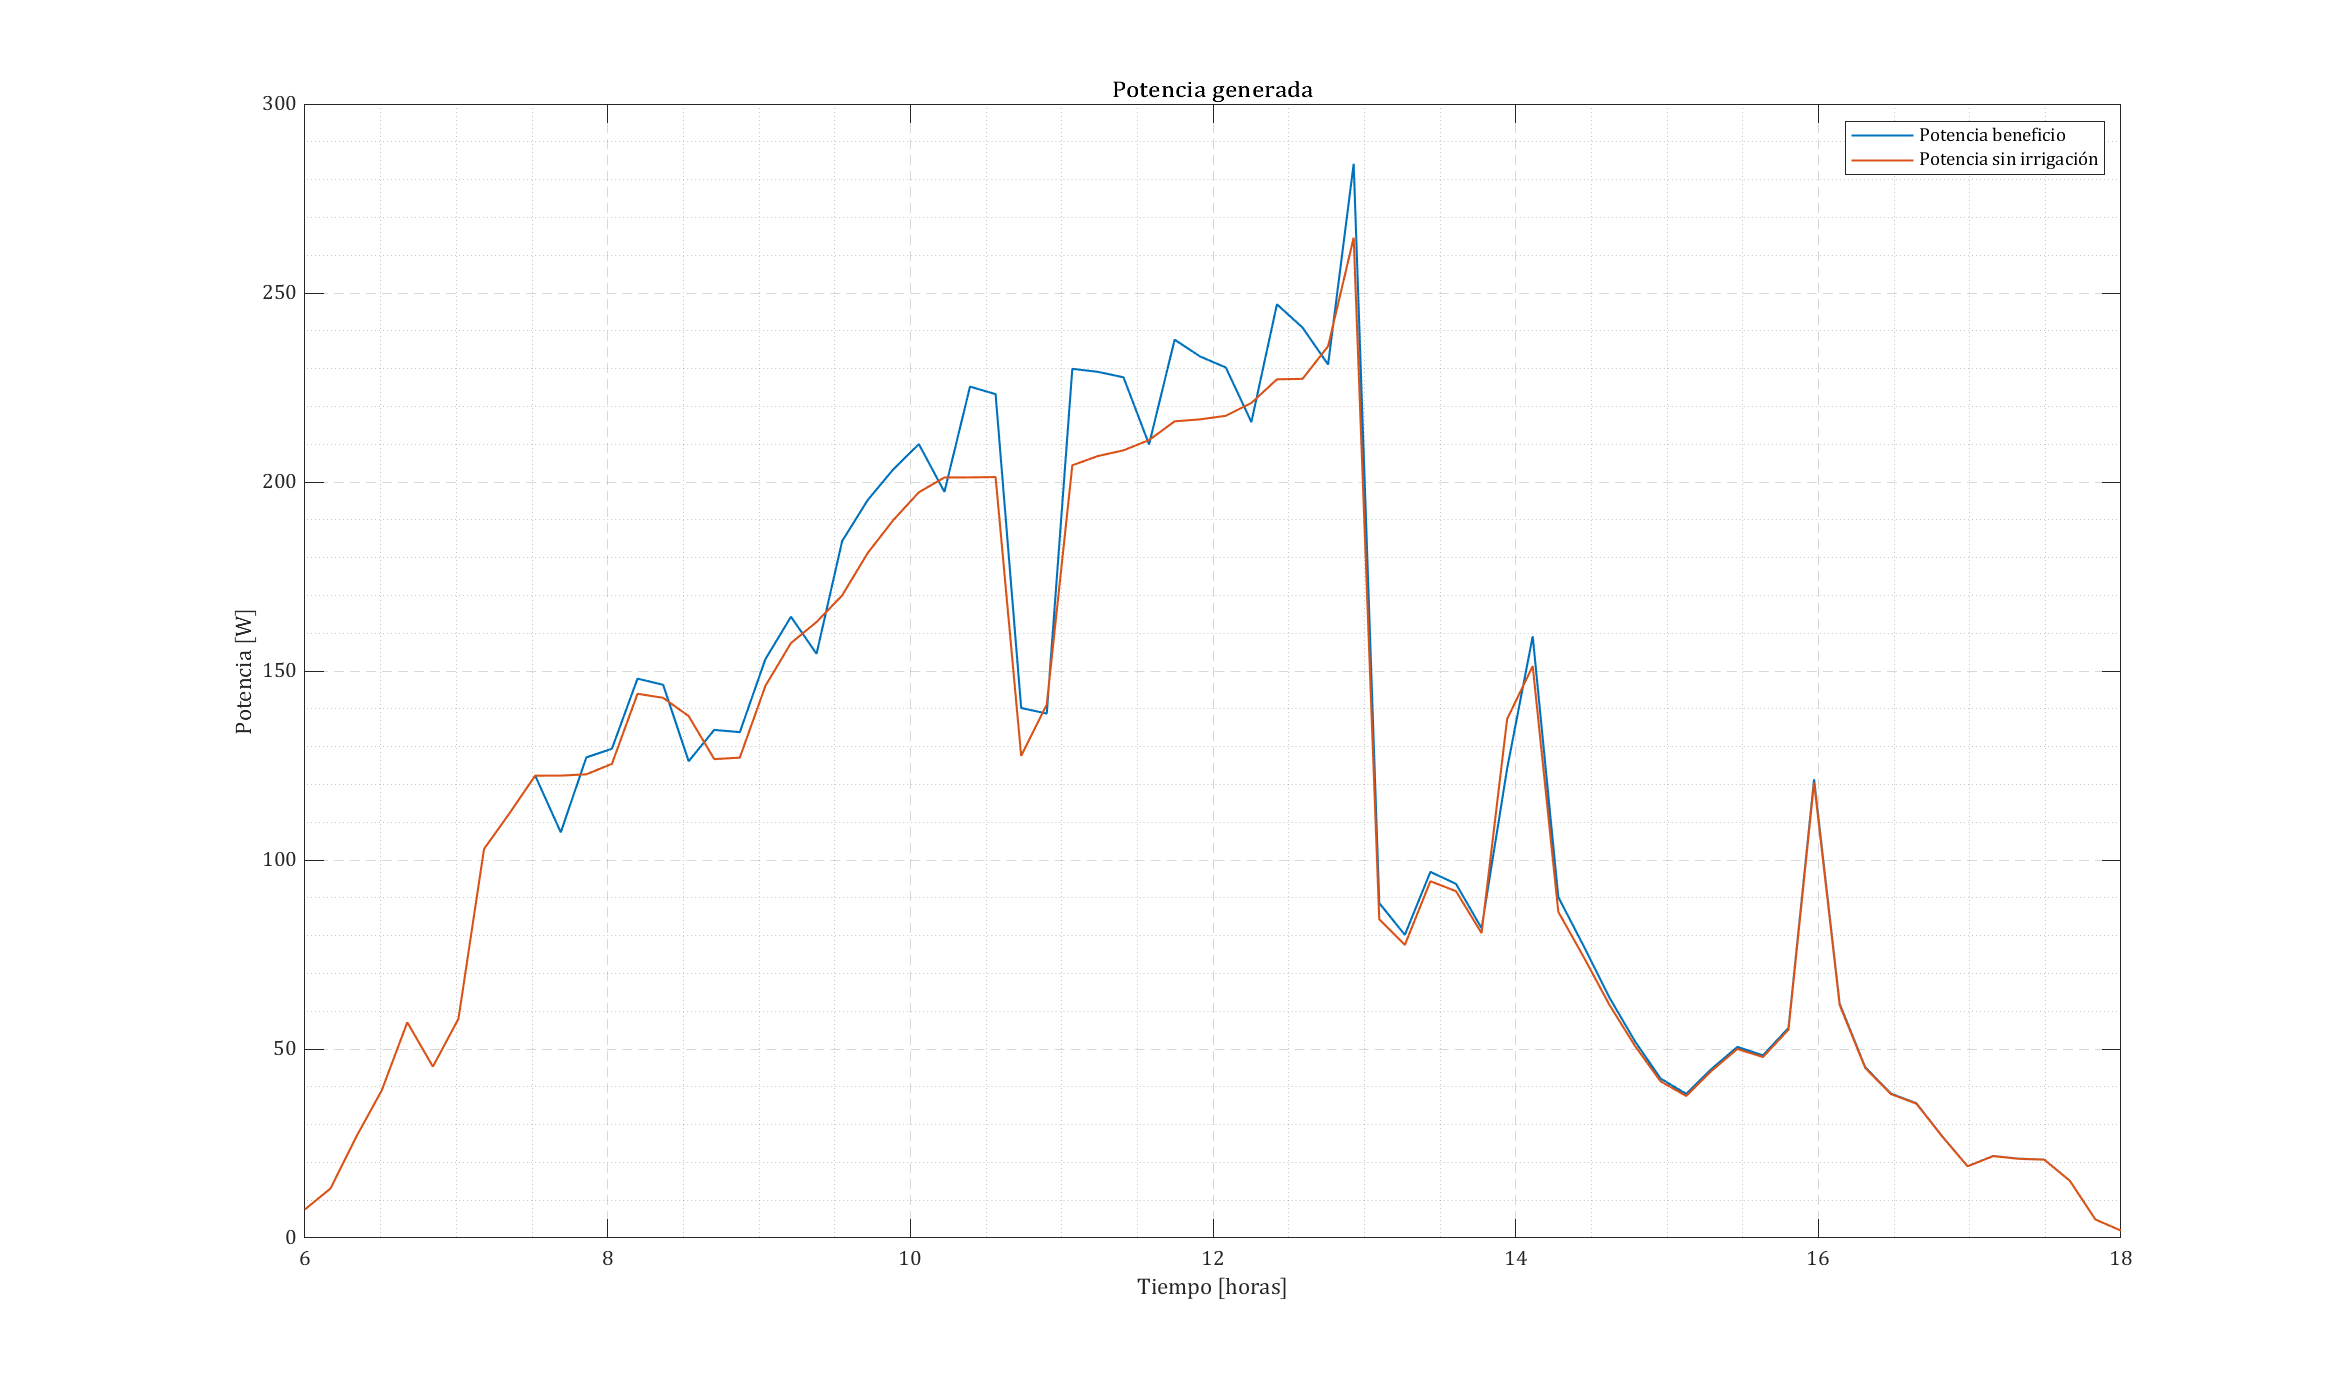 Potencia generada
300
250
200
150
100
50
0
Potencia [W]
Potencia beneficio
Potencia sin irrigación
6 8 10 12 14 16 18
Tiempo [horas]